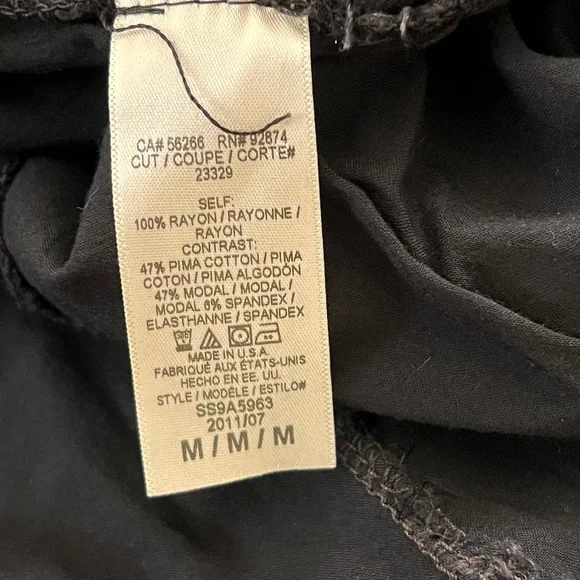 CA# 56266 RN# 92874
CUT / COUPE / CORTE#
23329
SELF:
100% RAYON / RAYONNE /
RAYON
CONTRAST:
47% PIMA COTTON / PIMA
COTON / PIMA ALGODÓN
47% MODAL / MODAL /
MODAL 6% SPANDEX /
ELASTHANNE / SPANDEX
MADE IN U.S.A.
FABRIQUÉ AUX ÉTATS-UNIS
HECHO EN EE. UU.
STYLE / MODÈLE / ESTILO#
SS9A5963
2011/07
M / M / M